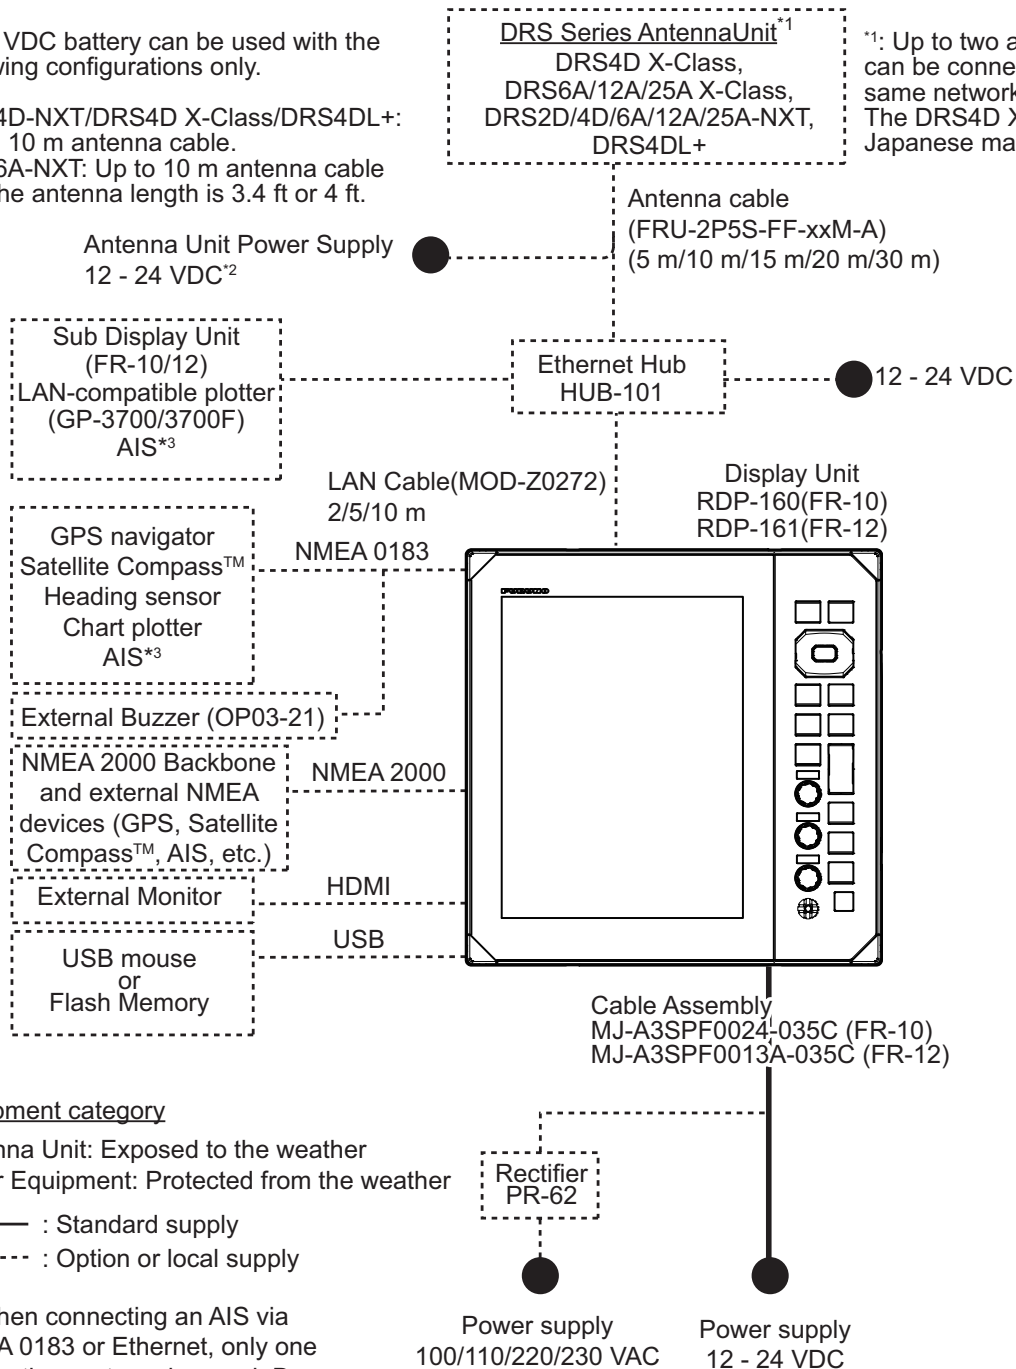 VDC battery can be used with the
wing configurations only.
4D-NXT/DRS4D X-Class/DRS4DL+:
10 m antenna cable.
6A-NXT: Up to 10 m antenna cable
he antenna length is 3.4 ft or 4 ft.
DRS Series AntennaUnit*1
DRS4D X-Class,
DRS6A/12A/25A X-Class,
DRS2D/4D/6A/12A/25A-NXT,
DRS4DL+
*1: Up to two a
can be conne
same network
The DRS4D X
Japanese ma
Antenna cable
(FRU-2P5S-FF-xxM-A)
(5 m/10 m/15 m/20 m/30 m)
Antenna Unit Power Supply
12 - 24 VDC*2
Sub Display Unit
(FR-10/12)
LAN-compatible plotter
(GP-3700/3700F)
AIS*3
Ethernet Hub
HUB-101
12 - 24 VDC
LAN Cable(MOD-Z0272)
2/5/10 m
Display Unit
RDP-160(FR-10)
RDP-161(FR-12)
GPS navigator
Satellite Compass™
Heading sensor
Chart plotter
AIS*3
NMEA 0183
FURUNO
External Buzzer (OP03-21)
NMEA 2000 Backbone
and external NMEA
devices (GPS, Satellite
Compass™, AIS, etc.)
NMEA 2000
External Monitor
HDMI
USB mouse
or
Flash Memory
USB
Cable Assembly
MJ-A3SPF0024-035C (FR-10)
MJ-A3SPF0013A-035C (FR-12)
pment category
nna Unit: Exposed to the weather
r Equipment: Protected from the weather
: Standard supply
: Option or local supply
Rectifier
PR-62
hen connecting an AIS via
A 0183 or Ethernet, only one
Power supply
100/110/220/230 VAC
Power supply
12 - 24 VDC